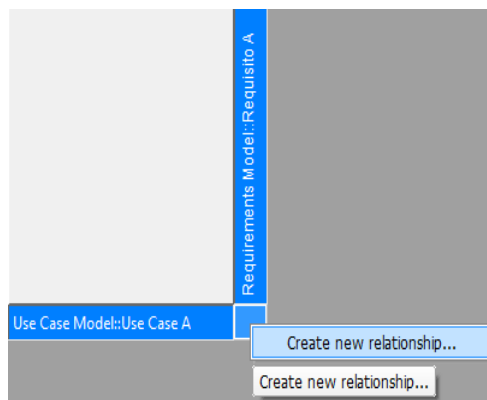 Requirements Model::Requisito A
Use Case Model::Use Case A
Create new relationship...
Create new relationship...